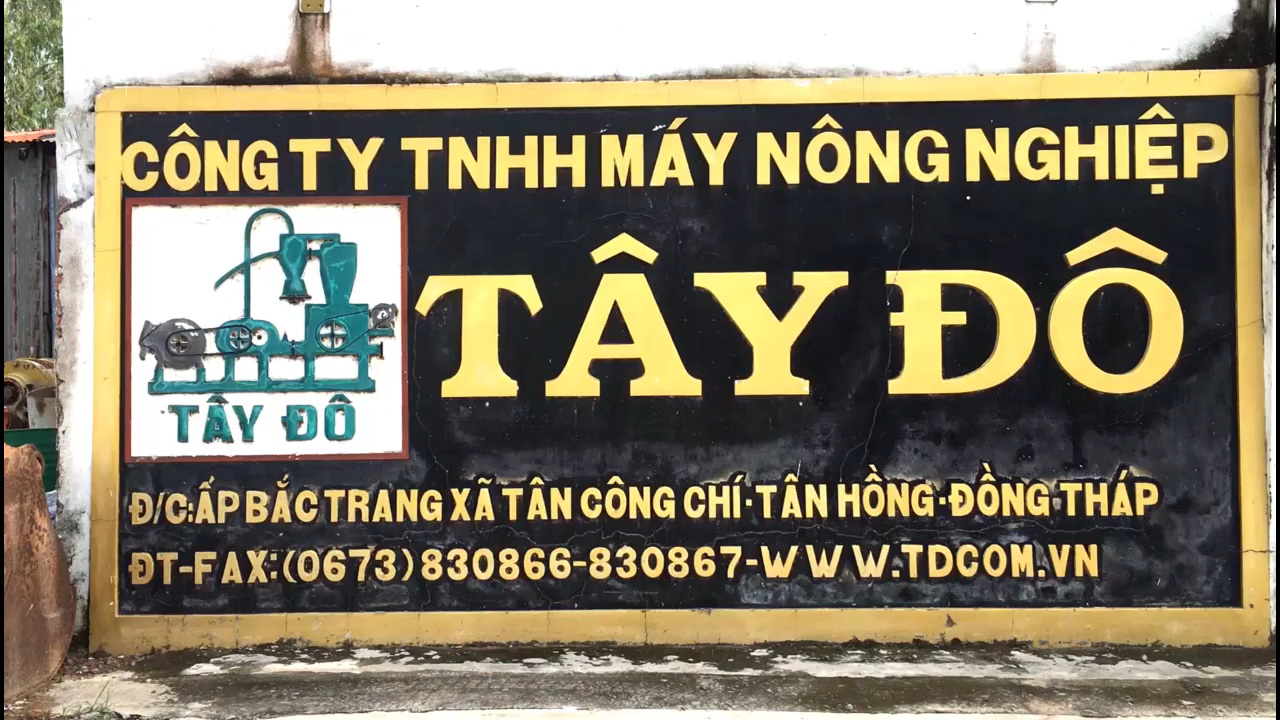 CÔNG TY TNHH MÁY NÔNG NGHIỆP
TÂY ĐÔ
TÂY ĐÔ
Đ/C:ẤP BẮC TRANG XÃ TÂN CÔNG CHÍ-TÂN HỒNG-ĐỒNG THÁP
ĐT-FAX:(0673)830866-830867-WWW.TDCOM.VN